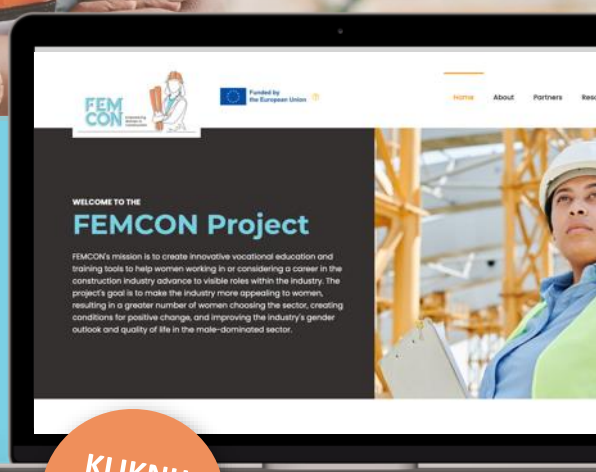 FEM
CON
empowering
women in
construction
Funded by
the European Union
Home About Partners
WELCOME TO THE
FEMCON Project
FEMCON's mission is to create innovative vocational education and
training tools to help women working in or considering a career in the
construction industry advance to visible roles within the industry. The
project's goal is to make the industry more appealing to women,
resulting in a greater number of women choosing the sector, creating
conditions for positive change, and improving the industry's gender
outlook and quality of life in the male-dominated sector.